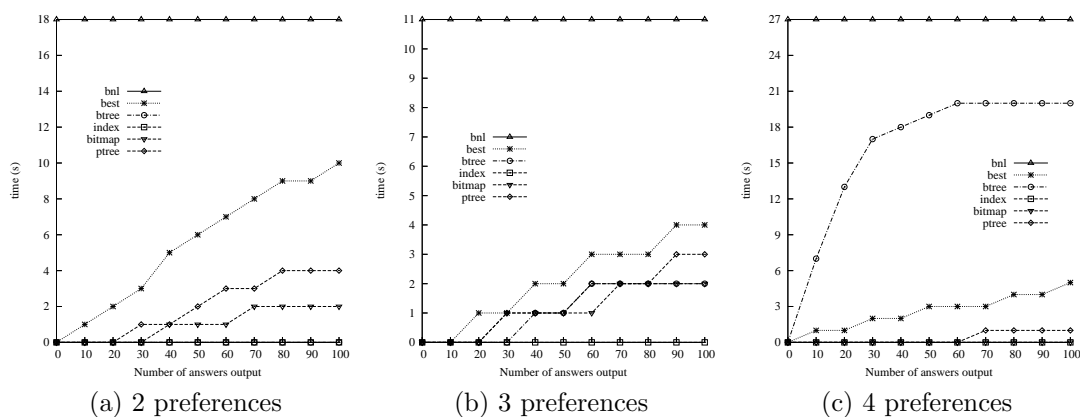 18
16
14
12
10
8
6
4
2
0
time (s)
bnl
best
btree
index
bitmap
ptree
0 10 20 30 40 50 60 70 80 90 100
Number of answers output
(a) 2 preferences
11
10
9
8
7
6
5
4
3
2
1
0
time (s)
bnl
best
btree
index
bitmap
ptree
0 10 20 30 40 50 60 70 80 90 100
Number of answers output
(b) 3 preferences
27
24
21
18
15
12
9
6
3
0
time (s)
bnl
best
btree
index
bitmap
ptree
0 10 20 30 40 50 60 70 80 90 100
Number of answers output
(c) 4 preferences